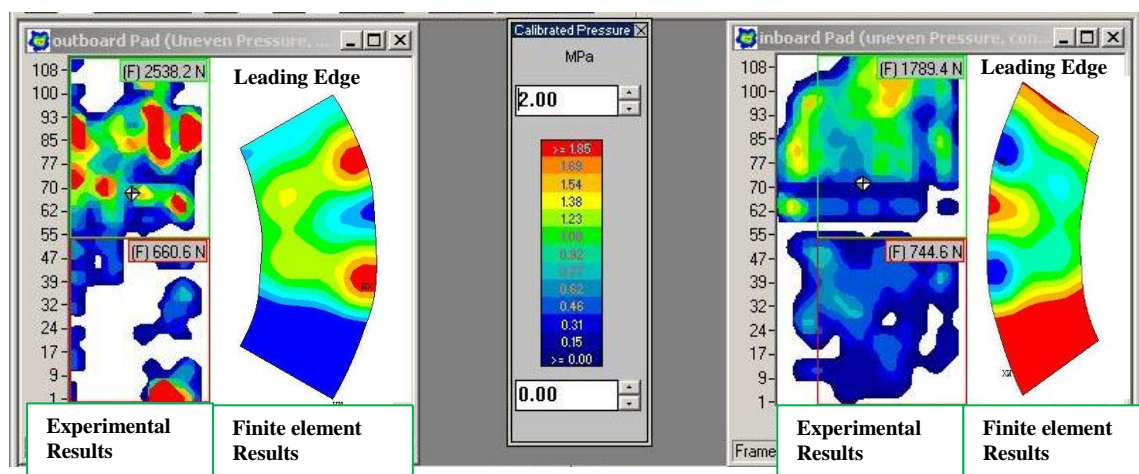 outboard Pad (Uneven Pressure, ...
(F) 2538.2 N
Leading Edge
108-
100-
93-
85-
77-
70-
62-
55-
47-
39-
32-
24-
17-
9-
1-
(F) 660.6 N
Experimental
Results
Finite element
Results
Calibrated Pressure
MPa
2.00
>= 1.85
1.69
1.54
1.38
1.23
1.08
0.92
0.77
0.62
0.46
0.31
0.15
>= 0.00
0.00
inboard Pad (uneven Pressure, con...
(F) 1789.4 N
Leading Edge
108-
100-
93-
85-
77-
70-
62-
55-
47-
39-
32-
24-
17-
9-
1-
(F) 744.6 N
Frame
Experimental
Results
Finite element
Results